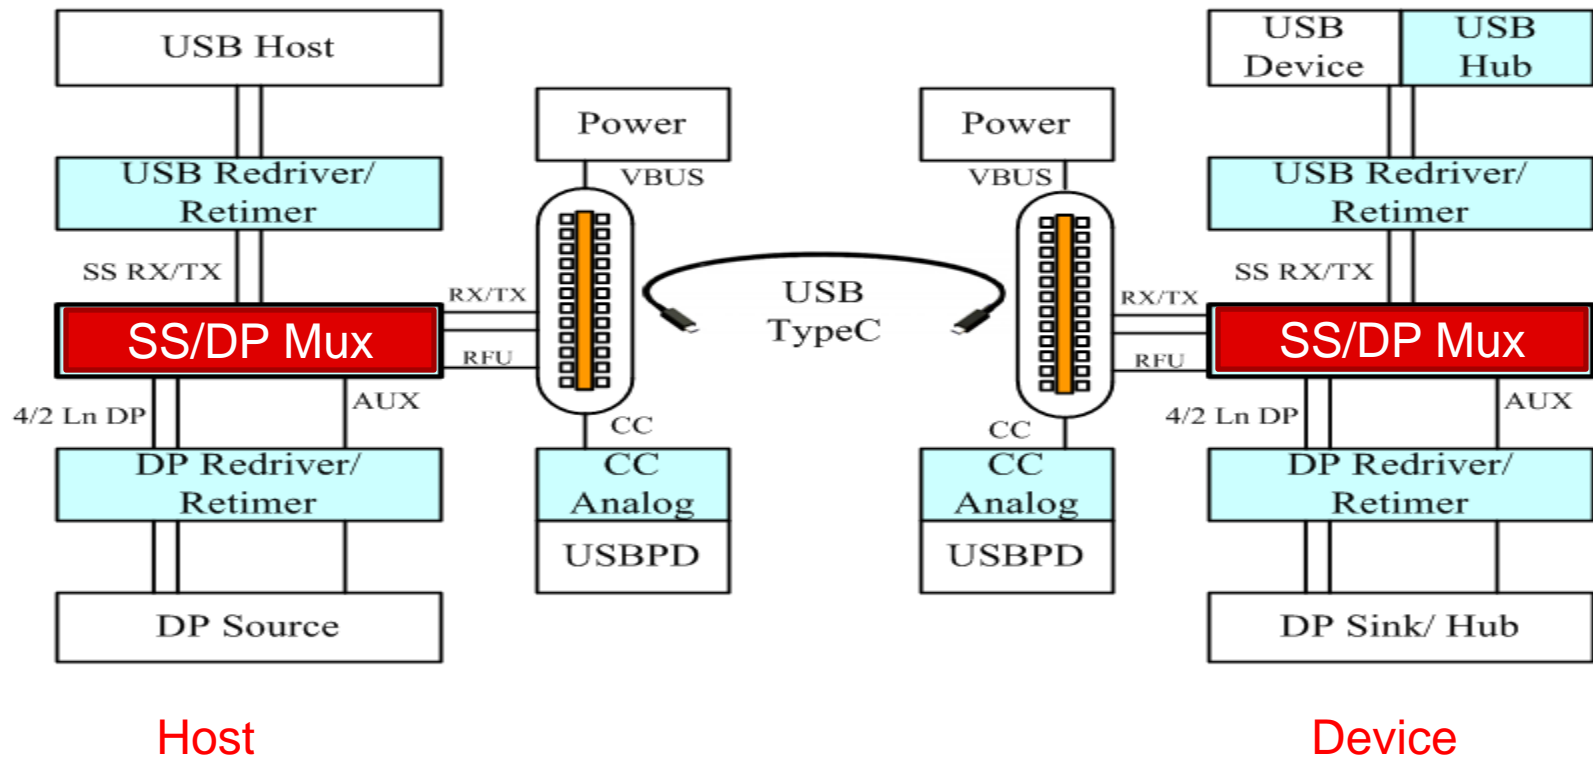 USB Host
USB Redriver/
Retimer
SS RX/TX
SS/DP Mux
4/2 Ln DP
AUX
DP Redriver/
Retimer
DP Source
Host
Power
VBUS
RX/TX
RFU
CC
CC
Analog
USBPD
USB
TypeC
Power
VBUS
RX/TX
RFU
CC
CC
Analog
USBPD
USB
Device
USB
Hub
USB Redriver/
Retimer
SS RX/TX
SS/DP Mux
4/2 Ln DP
AUX
DP Redriver/
Retimer
DP Sink/ Hub
Device